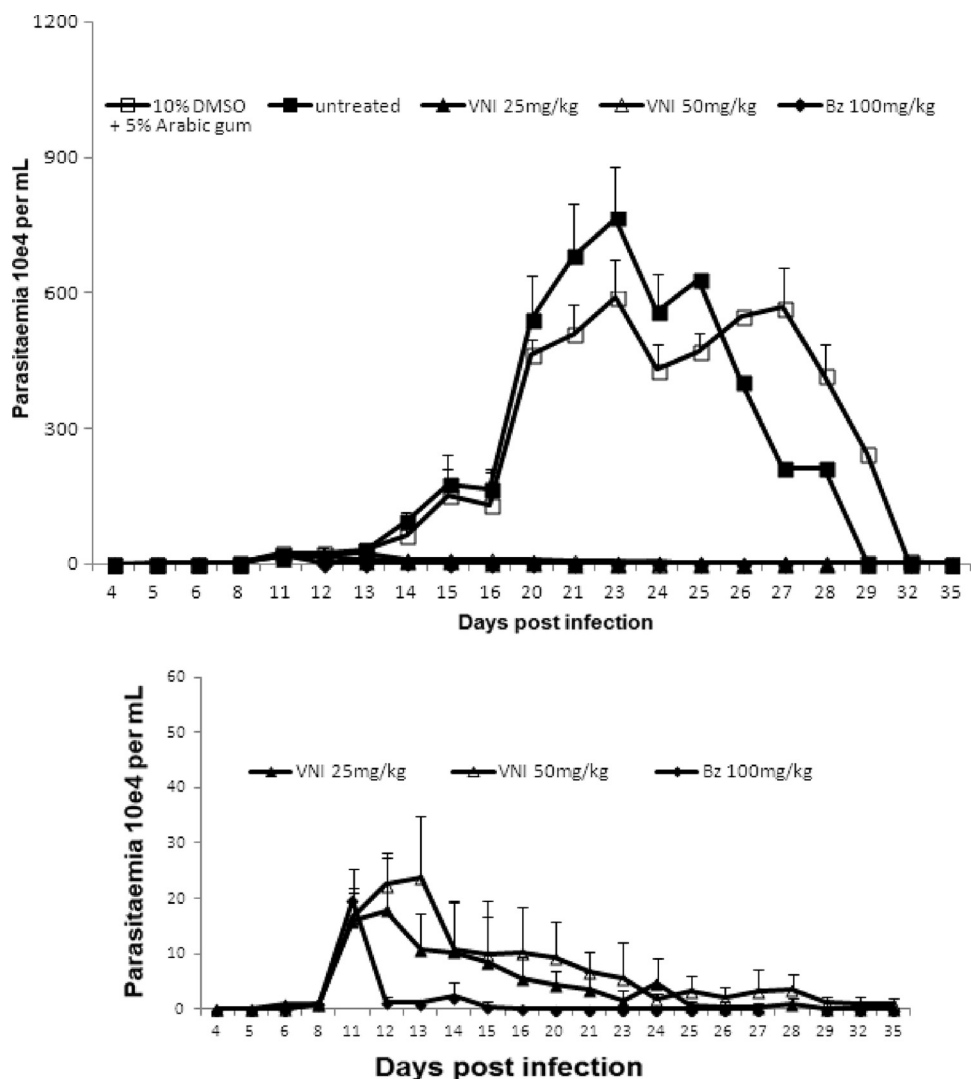 1200
10% DMSO + 5% Arabic gum
untreated
VNI 25mg/kg
VNI 50mg/kg
Bz 100mg/kg
900
600
300
0
Parasitaemia 10e4 per mL
4 5 6 8 11 12 13 14 15 16 20 21 23 24 25 26 27 28 29 32 35
Days post infection
60
50
40
30
20
10
0
Parasitaemia 10e4 per mL
VNI 25mg/kg
VNI 50mg/kg
Bz 100mg/kg
4 5 6 8 11 12 13 14 15 16 20 21 23 24 25 26 27 28 29 32 35
Days post infection